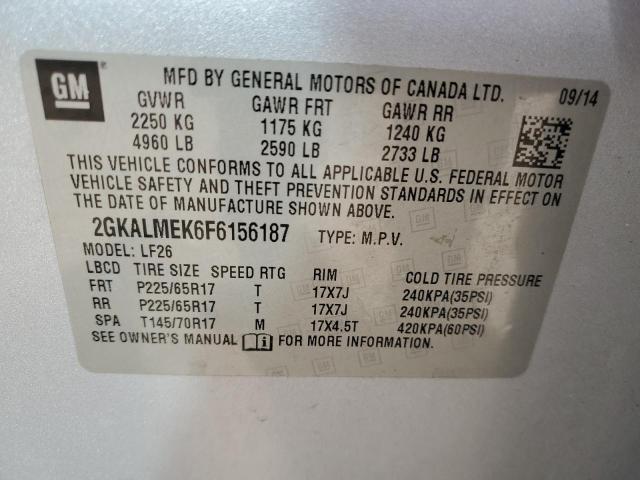 GM
MFD BY GENERAL MOTORS OF CANADA LTD. 09/14
GVWR GAWR FRT GAWR RR
2250 KG 1175 KG 1240 KG
4960 LB 2590 LB 2733 LB
THIS VEHICLE CONFORMS TO ALL APPLICABLE U.S. FEDERAL MOTOR
VEHICLE SAFETY AND THEFT PREVENTION STANDARDS IN EFFECT ON
THE DATE OF MANUFACTURE SHOWN ABOVE.
2GKALMEK6F6156187 TYPE: M.P.V.
MODEL: LF26
LBCD TIRE SIZE SPEED RTG RIM COLD TIRE PRESSURE
FRT P225/65R17 T 17X7J 240KPA(35PSI)
RR P225/65R17 T 17X7J 240KPA(35PSI)
SPA T145/70R17 M 17X4.5T 420KPA(60PSI)
SEE OWNER'S MANUAL FOR MORE INFORMATION.